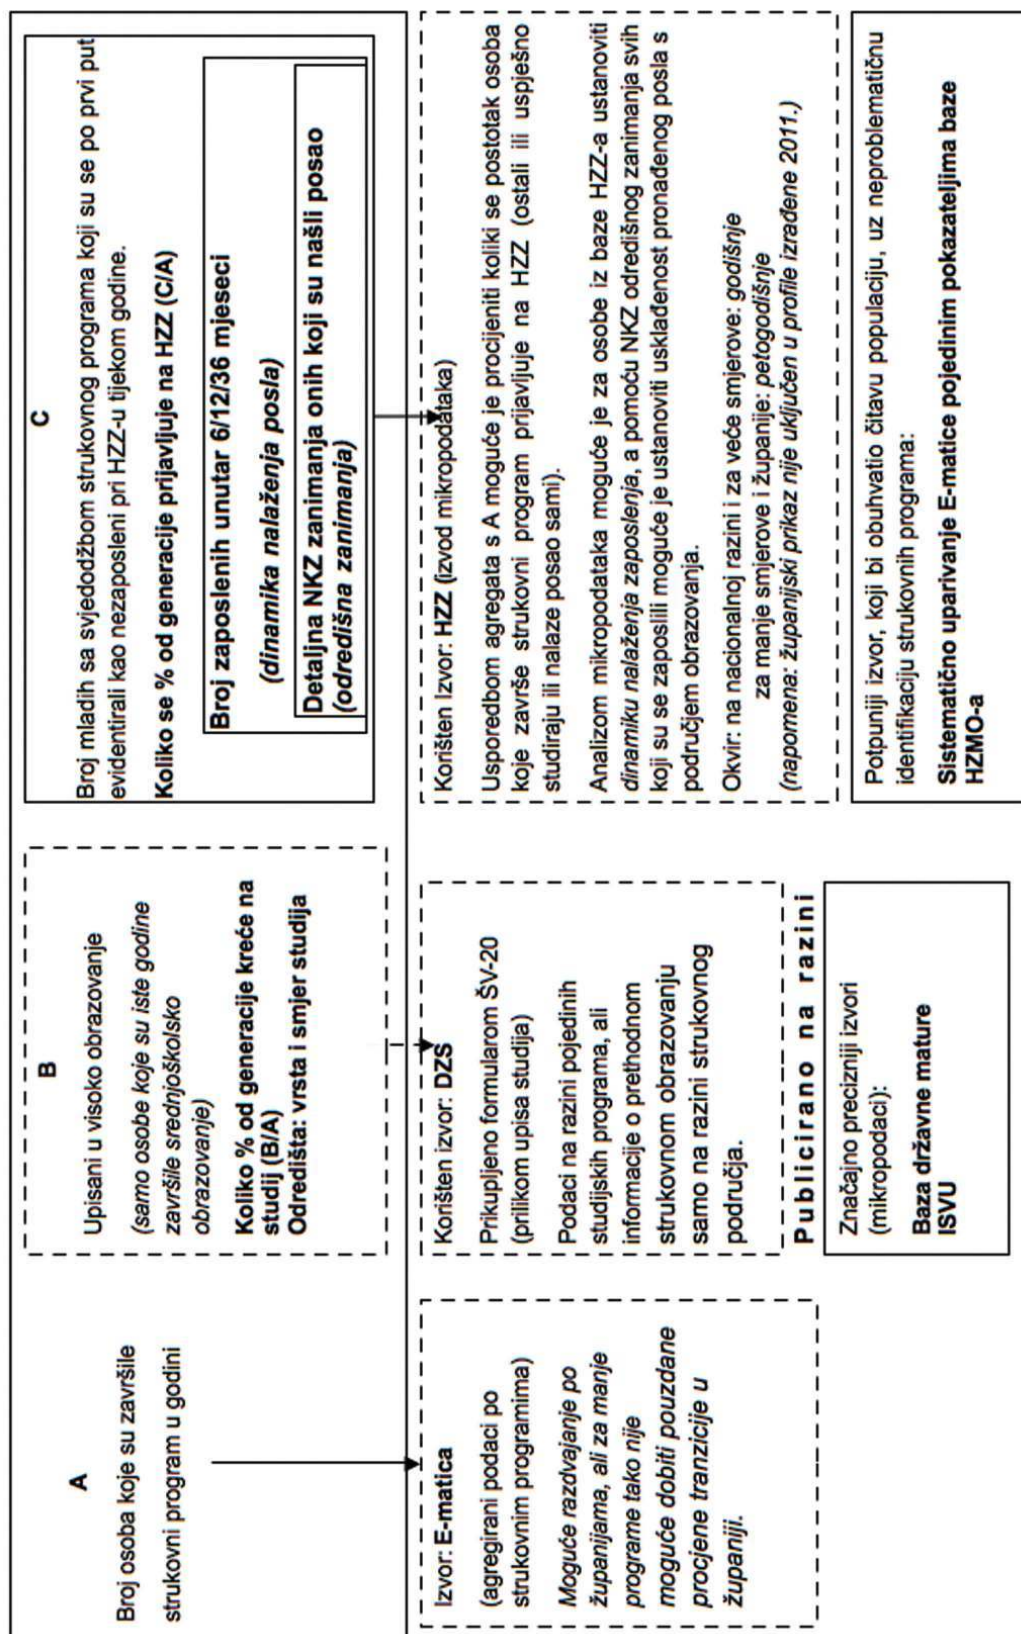 A
Broj osoba koje su završile
strukovni program u godini
B
Upisani u visoko obrazovanje
(samo osobe koje su iste godine
završile srednjoškolsko
obrazovanje)
Koliko % od generacije kreće na
studij (B/A)
Odredišta: vrsta i smjer studija
C
Broj mladih sa svjedodžbom strukovnog programa koji su se po prvi put
evidentirali kao nezaposleni pri HZZ-u tijekom godine.
Koliko se % od generacije prijavljuje na HZZ (C/A)
Broj zaposlenih unutar 6/12/36 mjeseci
(dinamika nalaženja posla)
Detaljna NKZ zanimanja onih koji su našli posao
(odredišna zanimanja)
Izvor: E-matica
(agregirani podaci po
strukovnim programima)
Moguće razdvajanje po
županijama, ali za manje
programe tako nije
moguće dobiti pouzdane
procjene tranzicije u
županiji.
Korišten izvor: DZS
Prikupljeno formularom ŠV-20
(prilikom upisa studija)
Podaci na razini pojedinih
studijskih programa, ali
informacije o prethodnom
strukovnom obrazovanju
samo na razini strukovnog
područja.
Publicirano na razini
Značajno precizniji izvori
(mikropodaci):
Baza državne mature
ISVU
Korišten Izvor: HZZ (izvod mikropodataka)
Usporedbom agregata s A moguće je procijeniti koliki se postotak osoba
koje završe strukovni program prijavljuje na HZZ (ostali ili uspješno
studiraju ili nalaze posao sami).
Analizom mikropodataka moguće je za osobe iz baze HZZ-a ustanoviti
dinamiku nalaženja zaposlenja, a pomoću NKZ odredišnog zanimanja svih
koji su se zaposlili moguće je ustanoviti usklađenost pronađenog posla s
područjem obrazovanja.
Okvir: na nacionalnoj razini i za veće smjerove: godišnje
za manje smjerove i županije: petogodišnje
(napomena: županijski prikaz nije uključen u profile izrađene 2011.)
Potpuniji izvor, koji bi obuhvatio čitavu populaciju, uz neproblematičnu
identifikaciju strukovnih programa:
Sistematično uparivanje E-matice pojedinim pokazateljima baze
HZMO-a